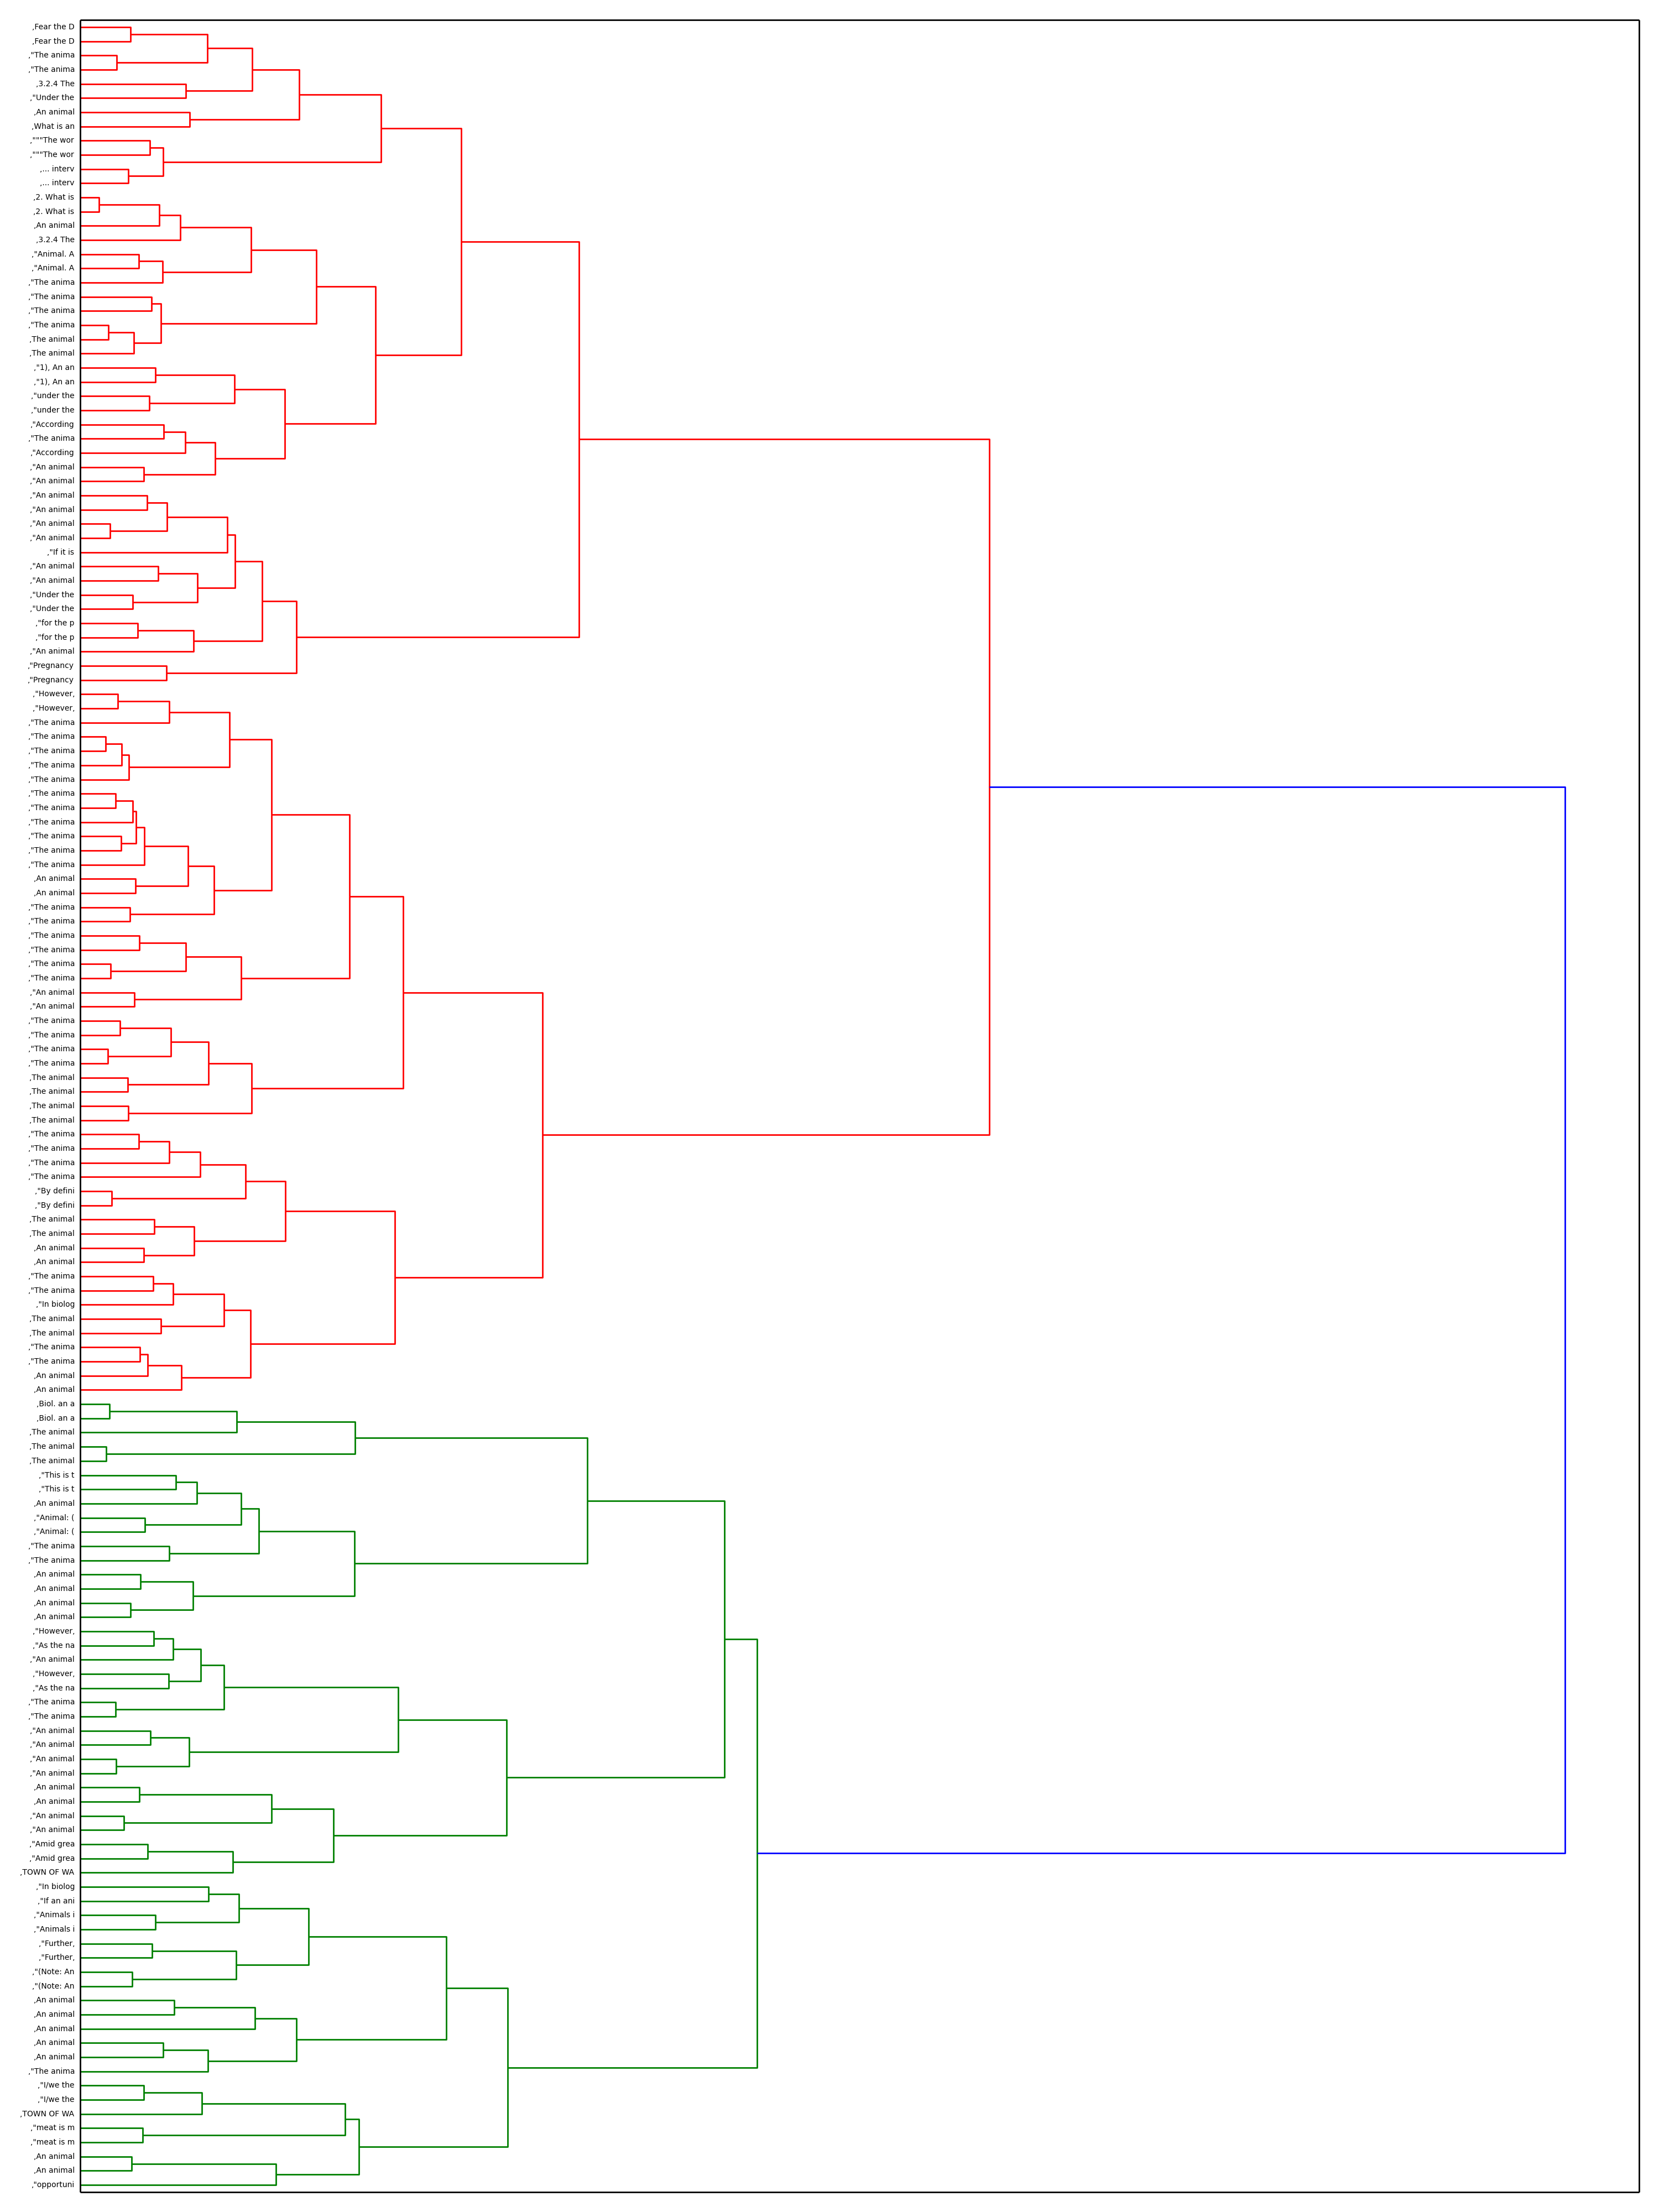 ,Fear the D
,Fear the D
,"The anima
,"The anima
,3.2.4 The
,"Under the
,An animal
,What is an
,"""The wor
,"""The wor
,... interv
,... interv
,2. What is
,2. What is
,An animal
,3.2.4 The
,"Animal. A
,"Animal. A
,"The anima
,"The anima
,"The anima
,"The anima
,The animal
,The animal
,"1), An an
,"1), An an
,"under the
,"under the
,"According
,"The anima
,"According
,"An animal
,"An animal
,"An animal
,"An animal
,"An animal
,"An animal
,"If it is
,"An animal
,"An animal
,"Under the
,"Under the
,"for the p
,"for the p
,"An animal
,"Pregnancy
,"Pregnancy
,"However,
,"However,
,"The anima
,"The anima
,"The anima
,"The anima
,"The anima
,"The anima
,"The anima
,"The anima
,"The anima
,"The anima
,"The anima
,An animal
,An animal
,"The anima
,"The anima
,"The anima
,"The anima
,"The anima
,"The anima
,"An animal
,"An animal
,"The anima
,"The anima
,"The anima
,"The anima
,The animal
,The animal
,The animal
,The animal
,"The anima
,"The anima
,"The anima
,"The anima
,"By defini
,"By defini
,The animal
,The animal
,An animal
,An animal
,"The anima
,"The anima
,"In biolog
,The animal
,The animal
,"The anima
,"The anima
,An animal
,An animal
,Biol. an a
,Biol. an a
,The animal
,The animal
,The animal
,"This is t
,"This is t
,An animal
,"Animal: (
,"Animal: (
,"The anima
,"The anima
,An animal
,An animal
,An animal
,An animal
,"However,
,"As the na
,"An animal
,"However,
,"As the na
,"The anima
,"The anima
,"An animal
,"An animal
,"An animal
,"An animal
,An animal
,An animal
,"An animal
,"An animal
,"Amid grea
,"Amid grea
,TOWN OF WA
,"In biolog
,"If an ani
,"Animals i
,"Animals i
,"Further,
,"Further,
,"(Note: An
,"(Note: An
,An animal
,An animal
,An animal
,An animal
,An animal
,"The anima
,"I/we the
,"I/we the
,TOWN OF WA
,"meat is m
,"meat is m
,An animal
,An animal
,"opportuni